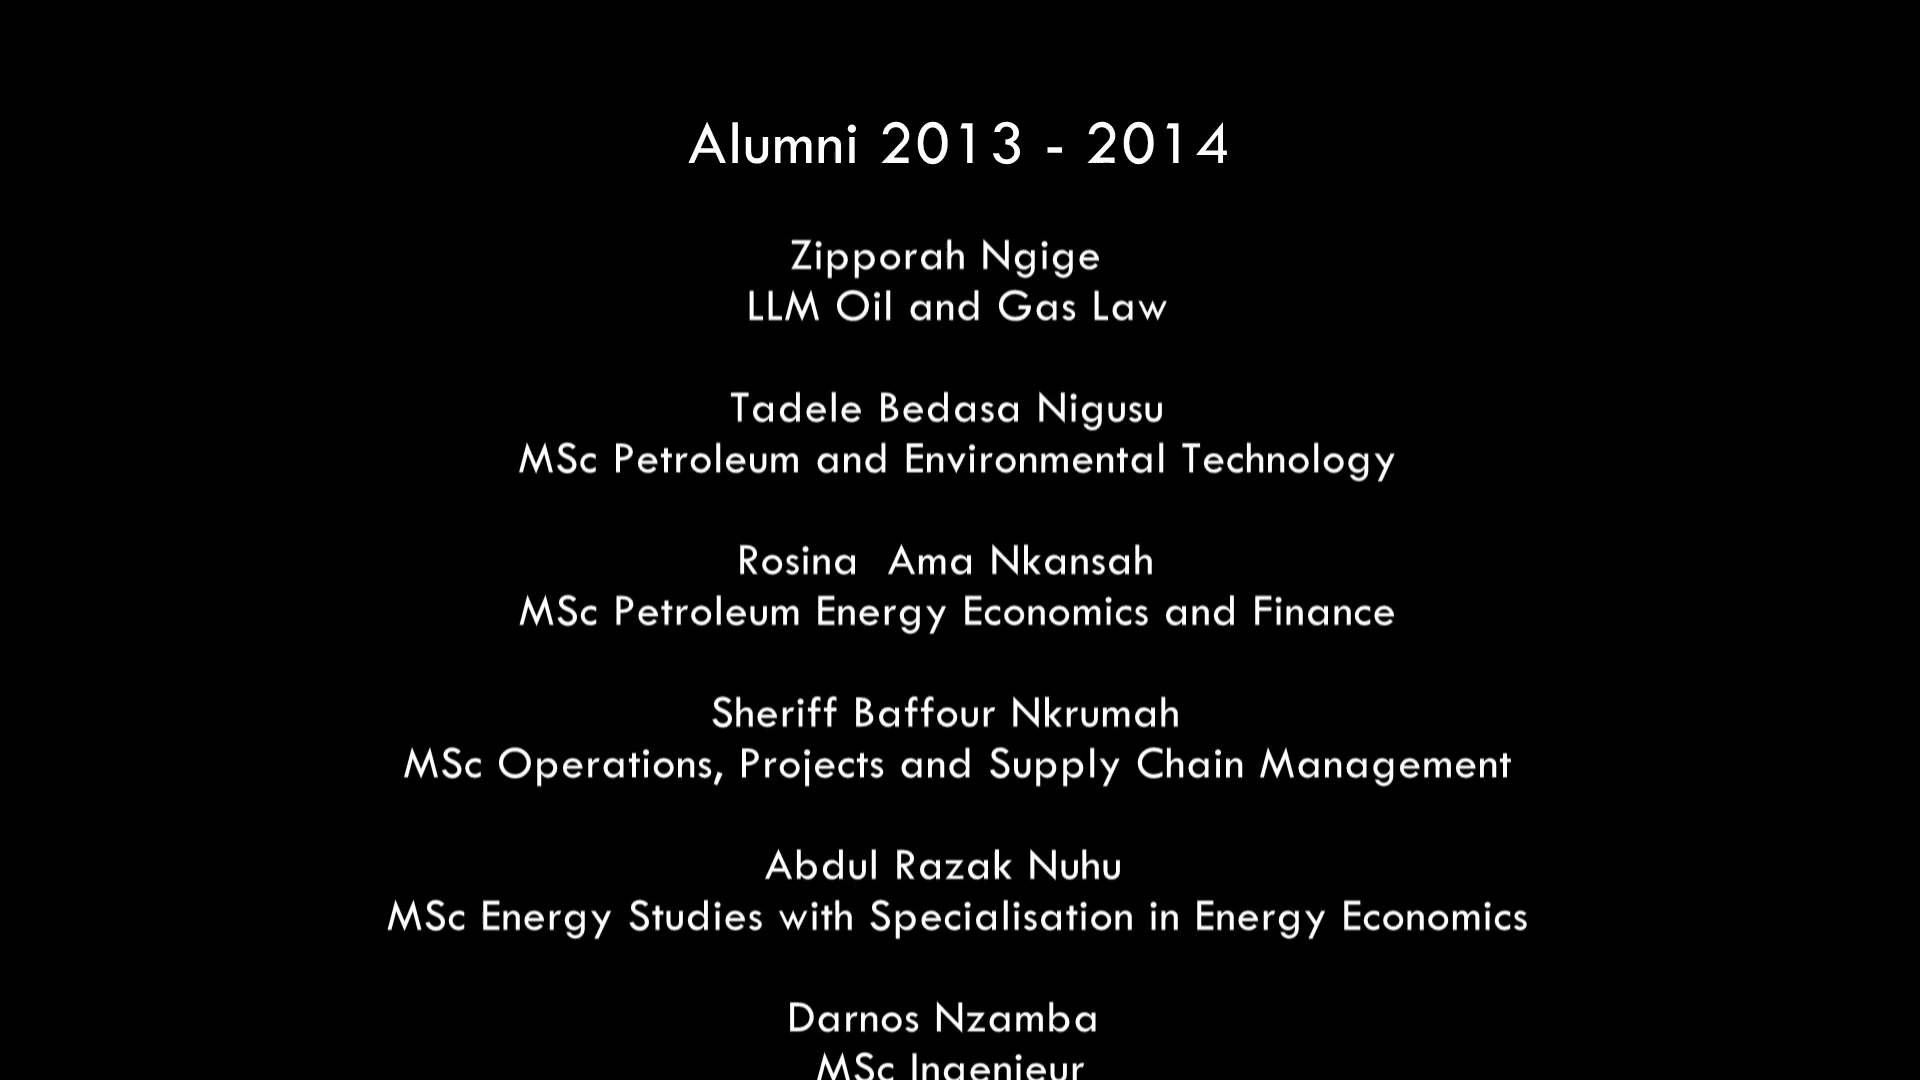 Alumni 2013 - 2014
Zipporah Ngige
LLM Oil and Gas Law
Tadele Bedasa Nigusu
MSc Petroleum and Environmental Technology
Rosina  Ama Nkansah
MSc Petroleum Energy Economics and Finance
Sheriff Baffour Nkrumah
MSc Operations, Projects and Supply Chain Management
Abdul Razak Nuhu
MSc Energy Studies with Specialisation in Energy Economics
Darnos Nzamba
MSc Ingenieur